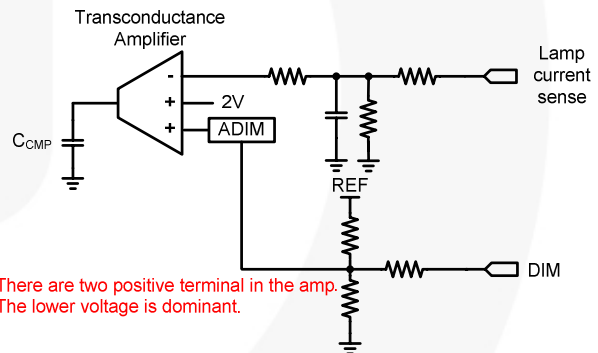 Transconductance
Amplifier
Lamp
current
sense
-
+
2V
+
ADIM
CCMP
REF
DIM
There are two positive terminal in the amp.
The lower voltage is dominant.